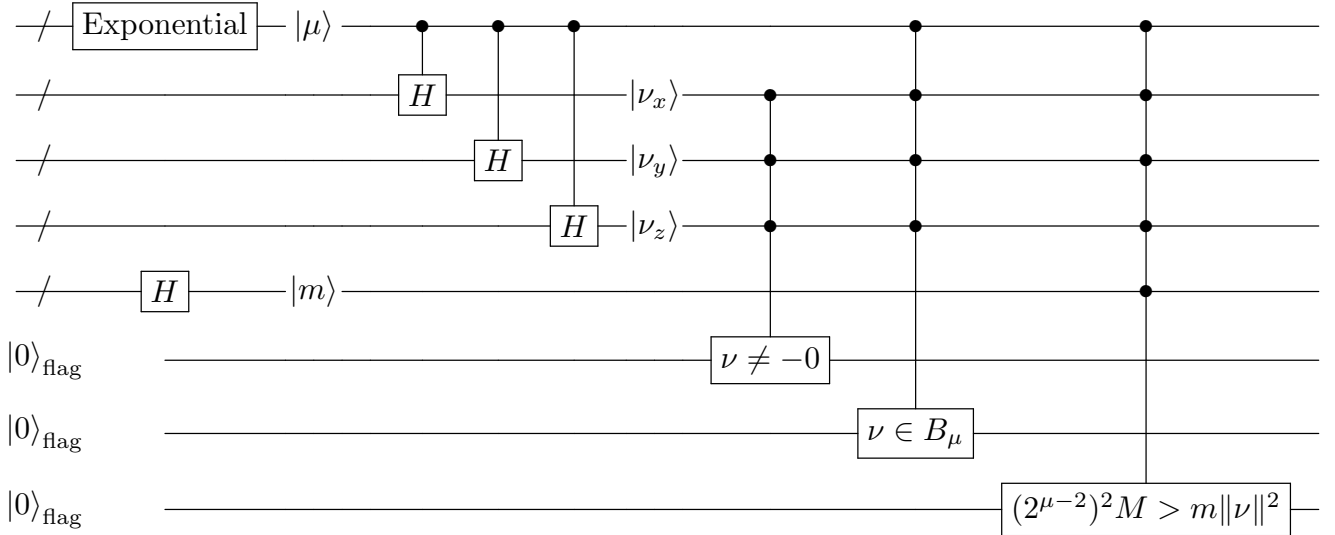 Exponential |μ⟩
H |ν_x⟩
H |ν_y⟩
H |ν_z⟩
H |m⟩
|0⟩_flag ν ≠ −0
|0⟩_flag ν ∈ B_μ
|0⟩_flag (2^{μ−2})^2 M > m‖ν‖^2